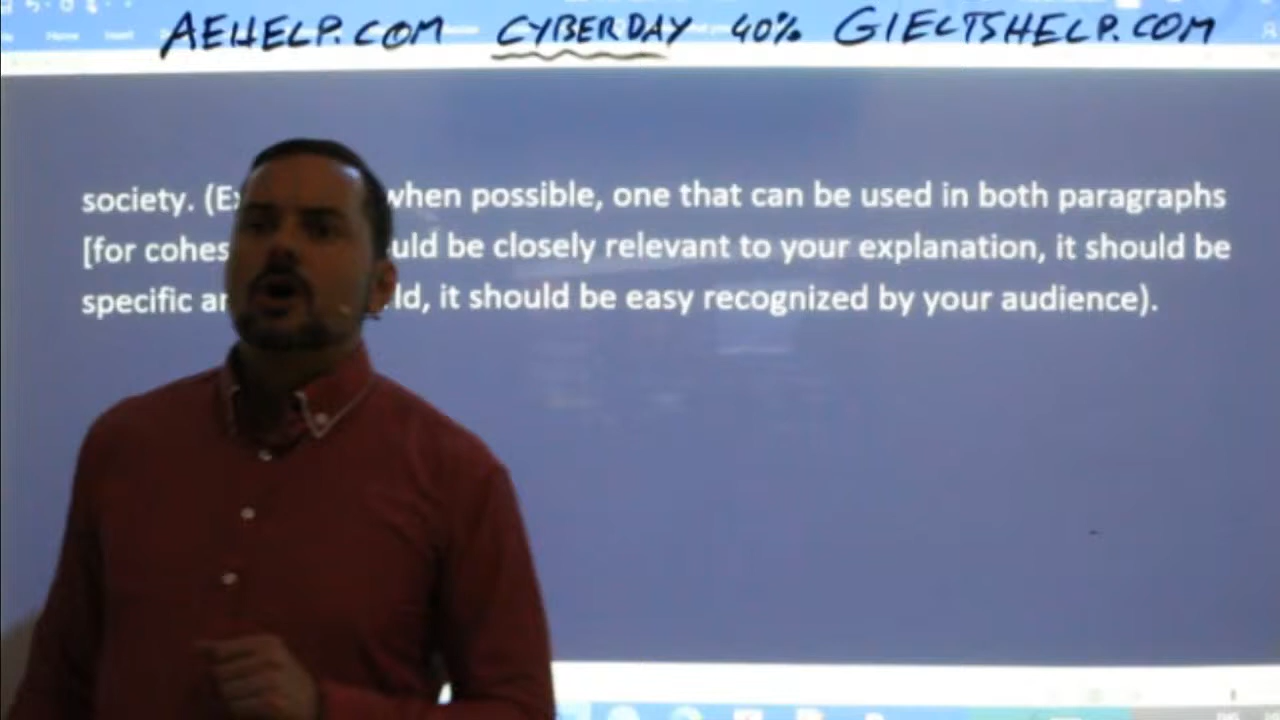 AEHELP.COM CYBERDAY 40% GIELTSHELP.COM
society. (Ex when possible, one that can be used in both paragraphs
[for cohes uld be closely relevant to your explanation, it should be
specific ld, it should be easy recognized by your audience).